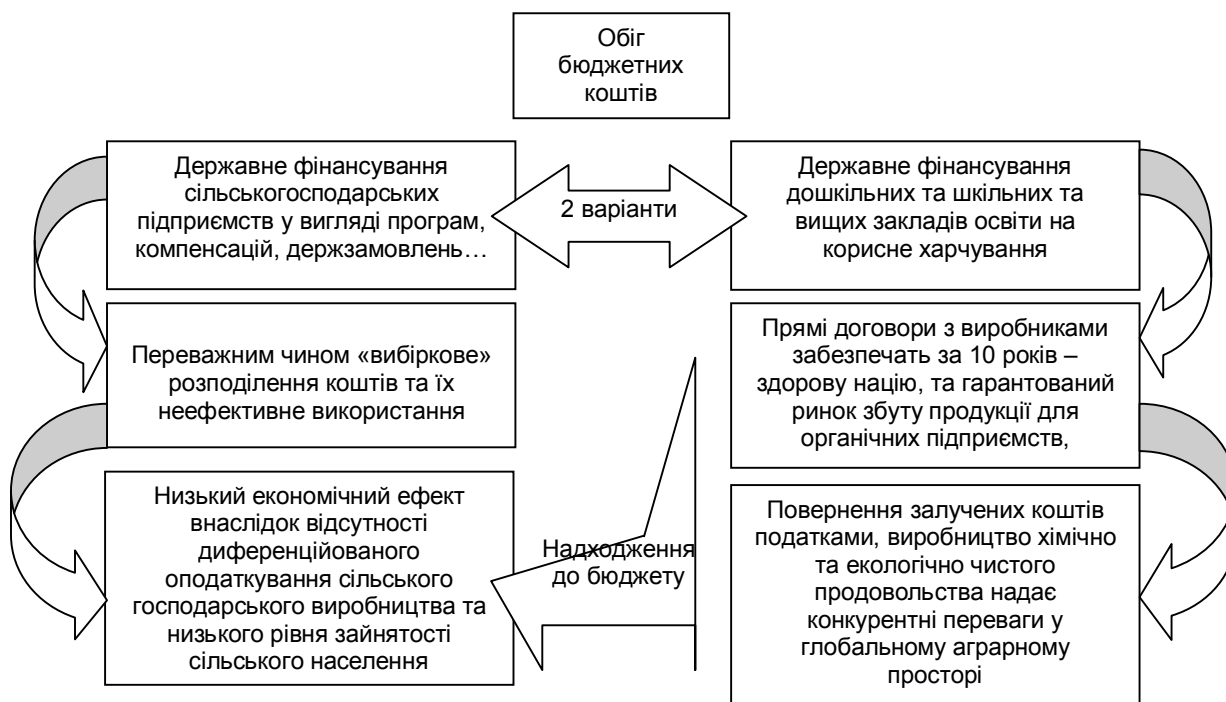 Обіг
бюджетних
коштів
Державне фінансування
сільськогосподарських
підприємств у вигляді програм,
компенсацій, держзамовлень…
2 варіанти
Державне фінансування
дошкільних та шкільних та
вищих закладів освіти на
корисне харчування
Переважним чином «вибіркове»
розподілення коштів та їх
неефективне використання
Прямі договори з виробниками
забезпечать за 10 років –
здорову націю, та гарантований
ринок збуту продукції для
органічних підприємств,
Низький економічний ефект
внаслідок відсутності
диференційованого
оподаткування сільського
господарського виробництва та
низького рівня зайнятості
сільського населення
Надходження
до бюджету
Повернення залучених коштів
податками, виробництво хімічно
та екологічно чистого
продовольства надає
конкурентні переваги у
глобальному аграрному
просторі